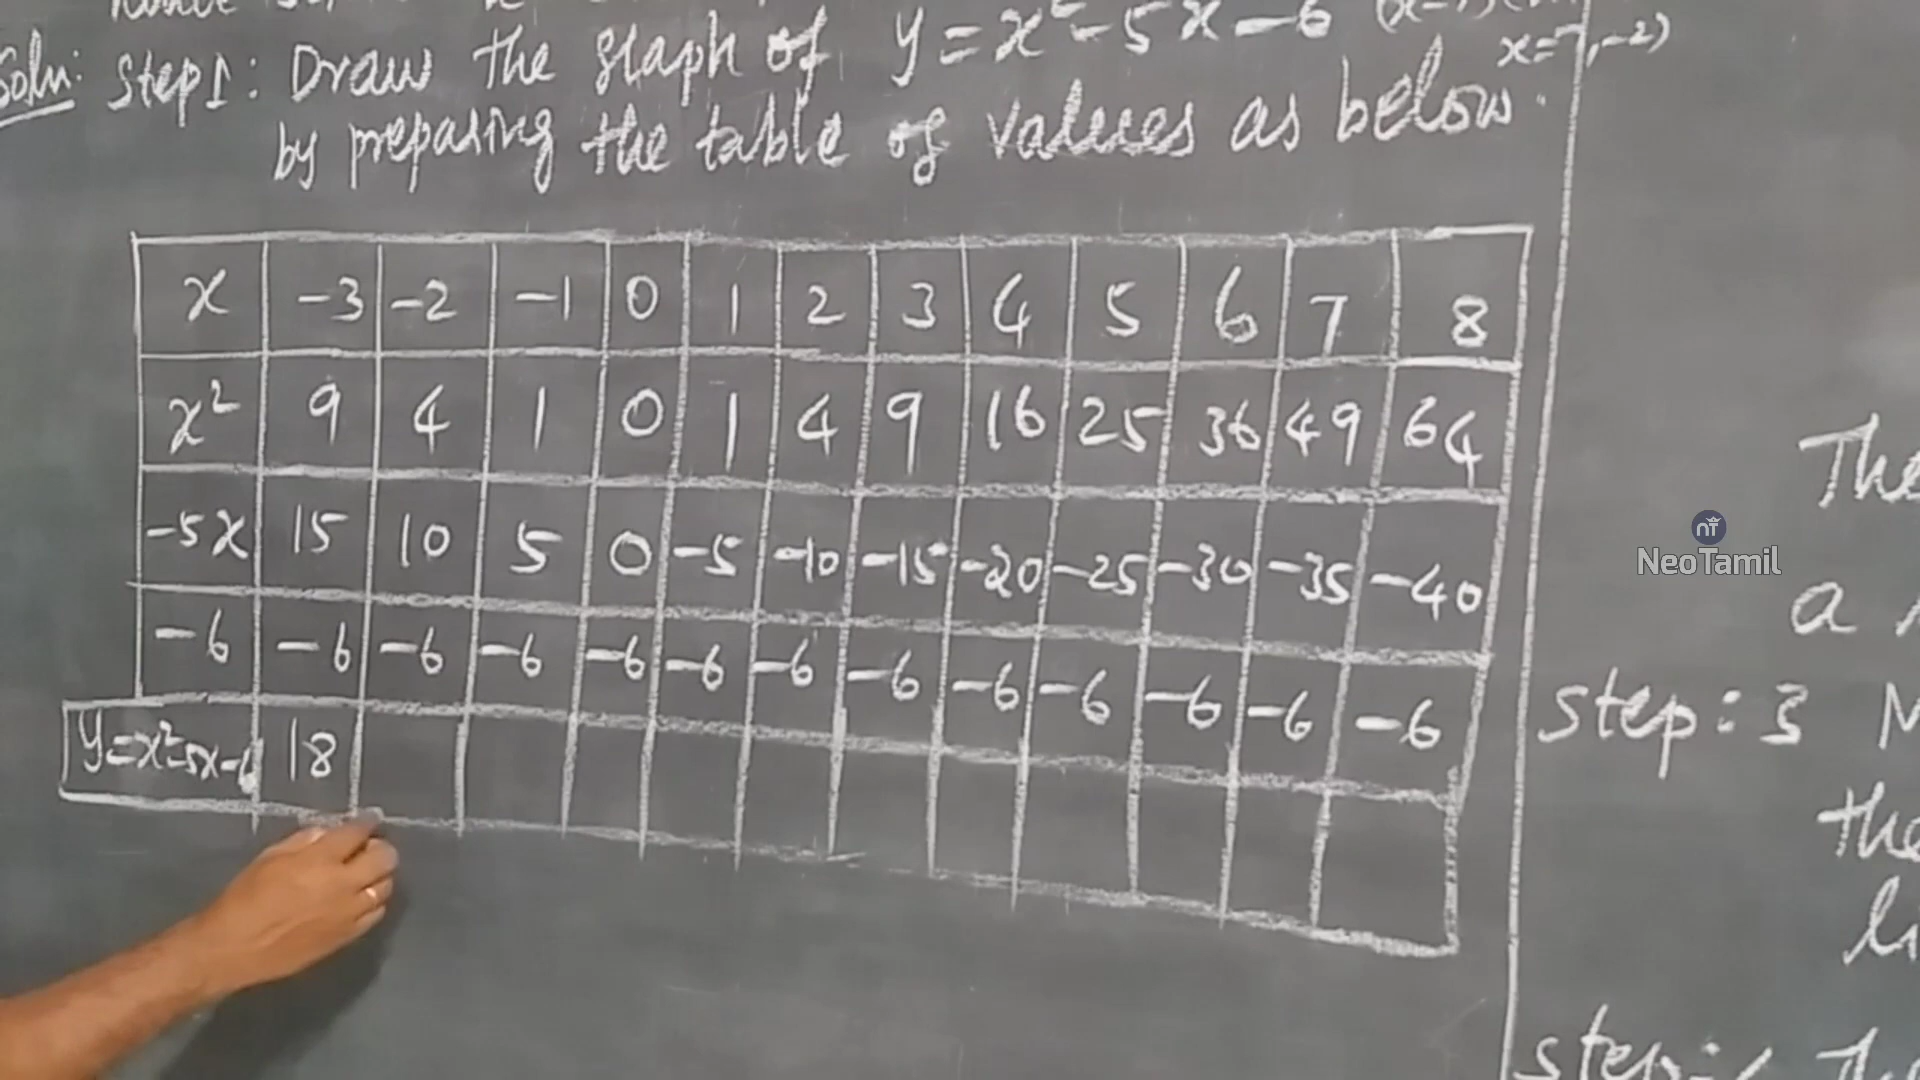 Soln: Step1: Draw the graph of y = x² - 5x - 6
x = 7, -2)
by preparing the table of values as below.
x -3 -2 -1 0 1 2 3 4 5 6 7 8
x² 9 4 1 0 1 4 9 16 25 36 49 64
-5x 15 10 5 0 -5 -10 -15 -20 -25 -30 -35 -40
-6 -6 -6 -6 -6 -6 -6 -6 -6 -6 -6 -6 -6
y = x² - 5x - 6 18
The
a
step: 3
the
li
step:
NeoTamil